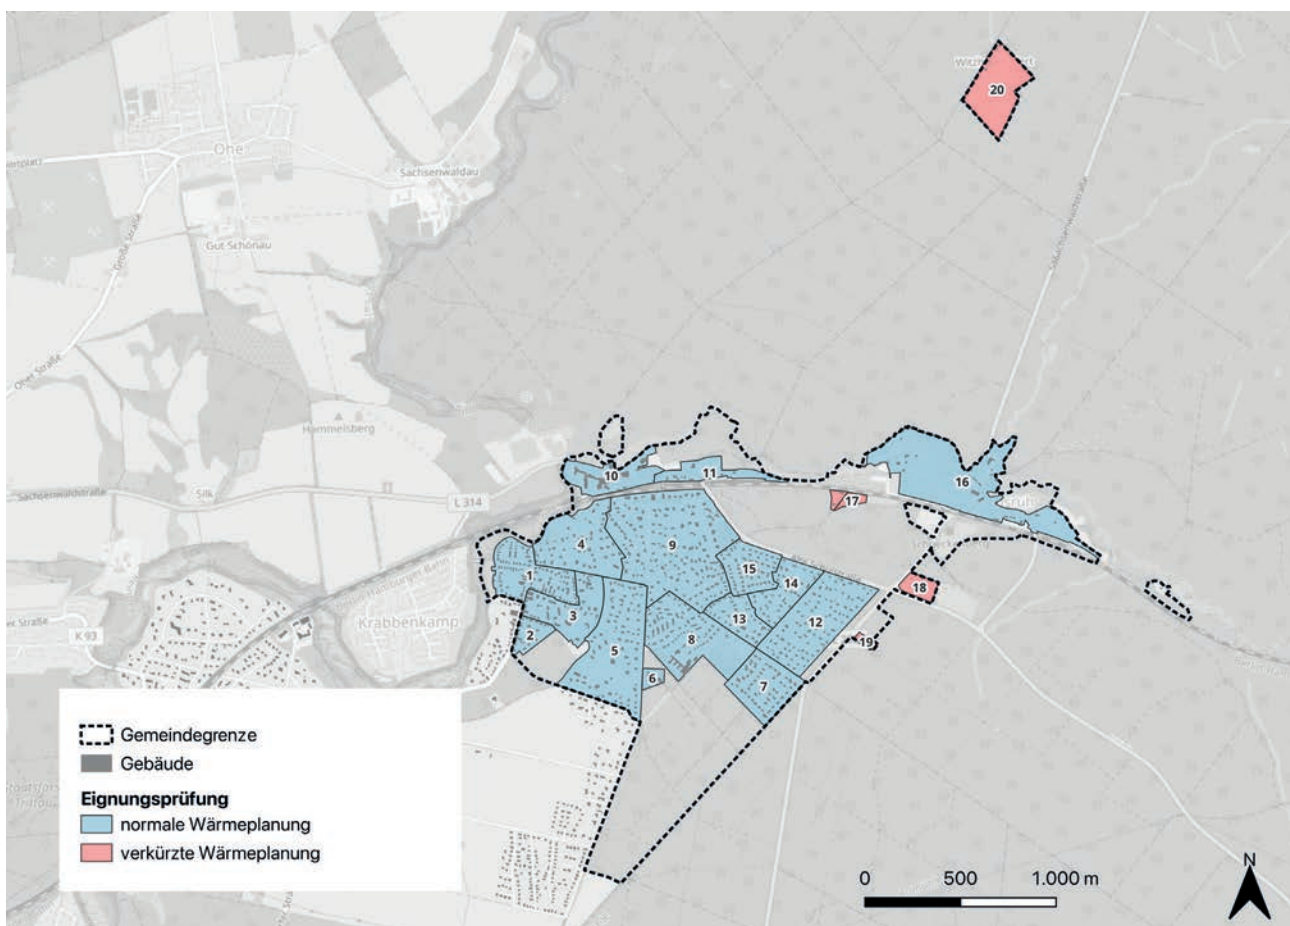 20
Ohe
Sachsenwaldau
Große Straße
Gut Schönau
Oher Straße
Hammelsberg
Sachsenwaldstraße
Silk
L 314
10
11
16
17
4
9
15
14
1
18
3
13
12
2
5
8
19
6
7
Krabbenkamp
K 93
Gemeindegrenze
Gebäude
Eignungsprüfung
normale Wärmeplanung
verkürzte Wärmeplanung
0 500 1.000 m
N